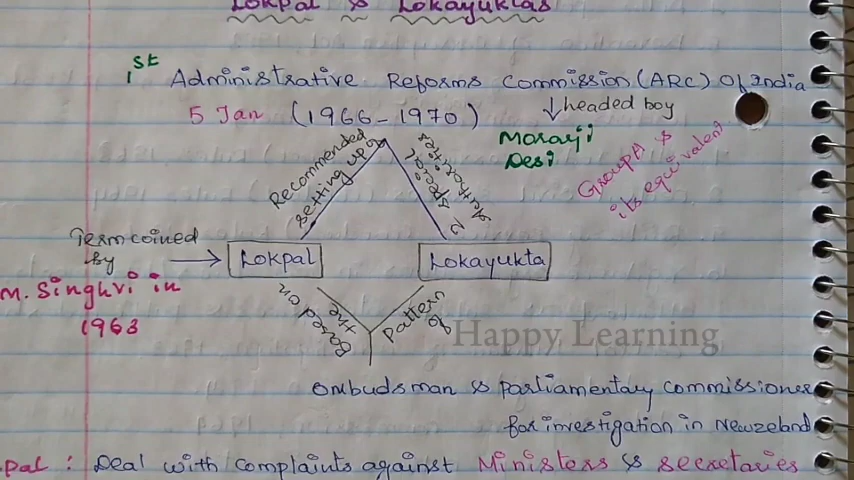 Lokpal & Lokayuktas
1st Administrative Reforms Commission (ARC) Of India
5 Jan (1966-1970)
headed boy
Morarji
Desi
Group A &
its equivalent
Recommended
setting up of
2 special
Authorities
Term coined
by
Lokpal
Lokayukta
M. Singhvi in
1963
Based on
the
Pattern
of
Happy Learning
Ombudsman & parliamentary commissioner
for investigation in Newzeland
pal : Deal with complaints against Ministers & secretaries